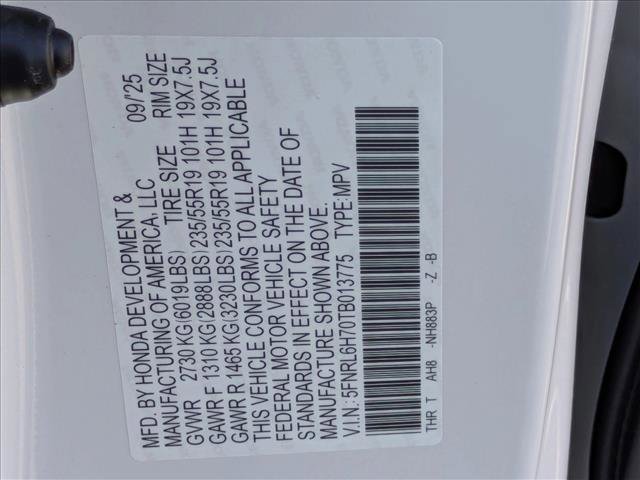 MFD. BY HONDA DEVELOPMENT & 09/'25
MANUFACTURING OF AMERICA, LLC
GVWR 2730 KG(6019LBS) TIRE SIZE RIM SIZE
GAWR F 1310 KG(2888LBS)235/55R19 101H 19X7.5J
GAWR R 1465 KG(3230LBS)235/55R19 101H 19X7.5J
THIS VEHICLE CONFORMS TO ALL APPLICABLE
FEDERAL MOTOR VEHICLE SAFETY
STANDARDS IN EFFECT ON THE DATE OF
MANUFACTURE SHOWN ABOVE.
V.I.N.: 5FNRL6H70TB013775 TYPE:MPV
THR T AH8 -NH883P -Z -B